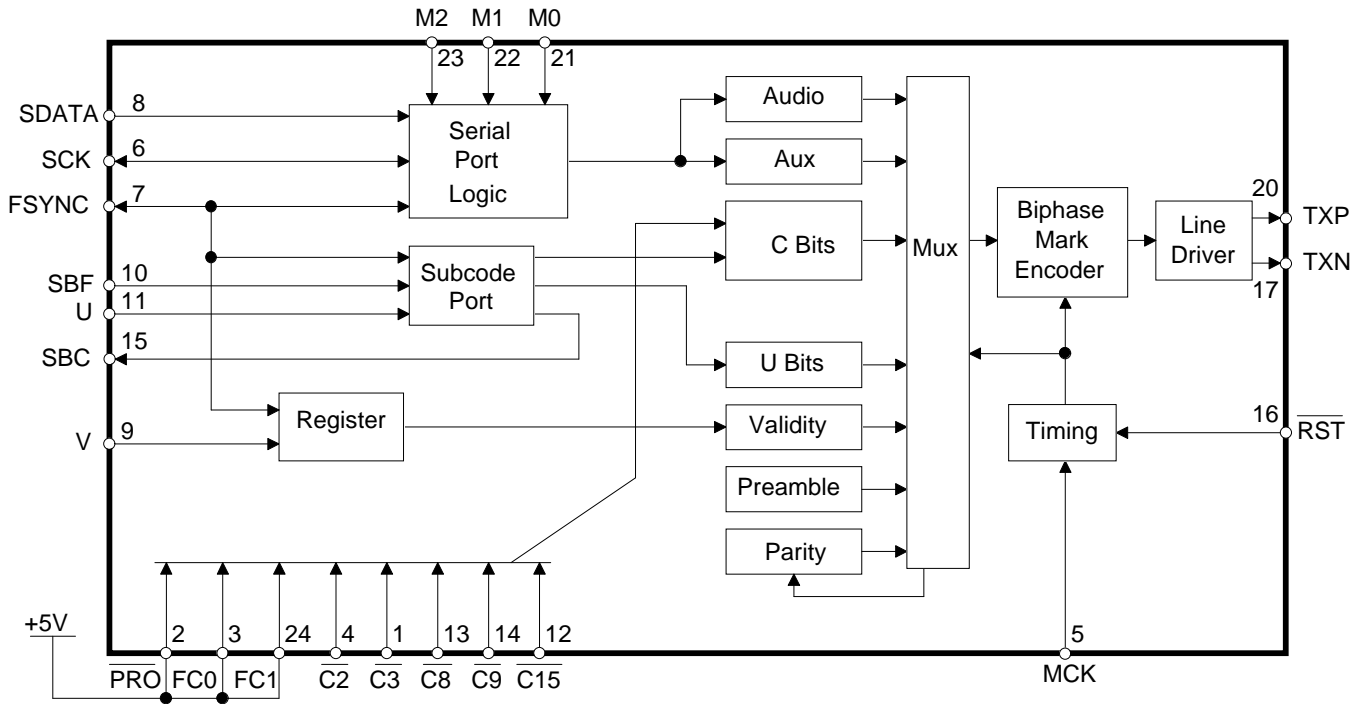 M2 M1 M0
23 22 21
SDATA 8
SCK 6
FSYNC 7
Serial
Port
Logic
Audio
Aux
C Bits
Mux
Biphase
Mark
Encoder
Line
Driver
20 TXP
TXN
17
SBF 10
U 11
SBC 15
Subcode
Port
U Bits
Register
V 9
Validity
Timing
16 RST
Preamble
Parity
+5V
2 3 24 4 1 13 14 12 5
PRO FC0 FC1 C2 C3 C8 C9 C15 MCK